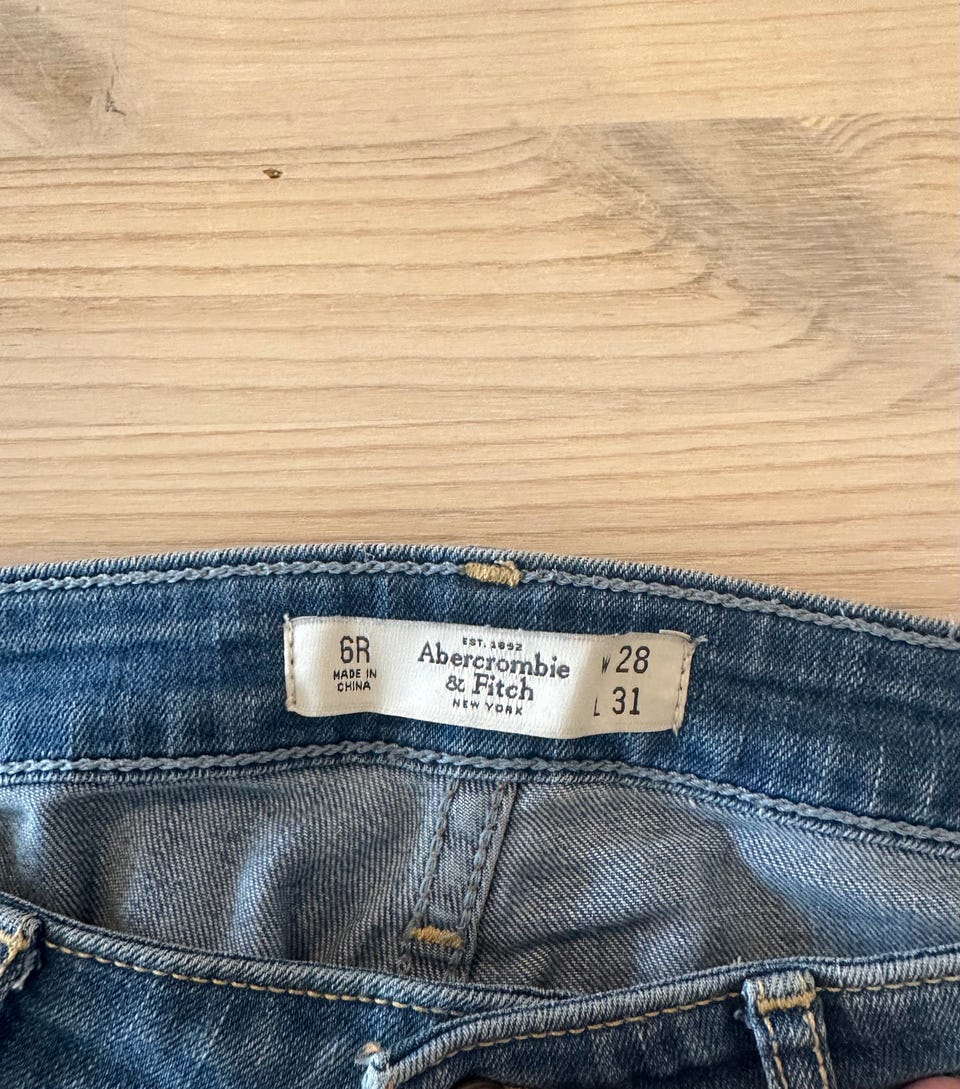 6R
MADE IN
CHINA
EST. 1892
Abercrombie
& Fitch
NEW YORK
W 28
L 31